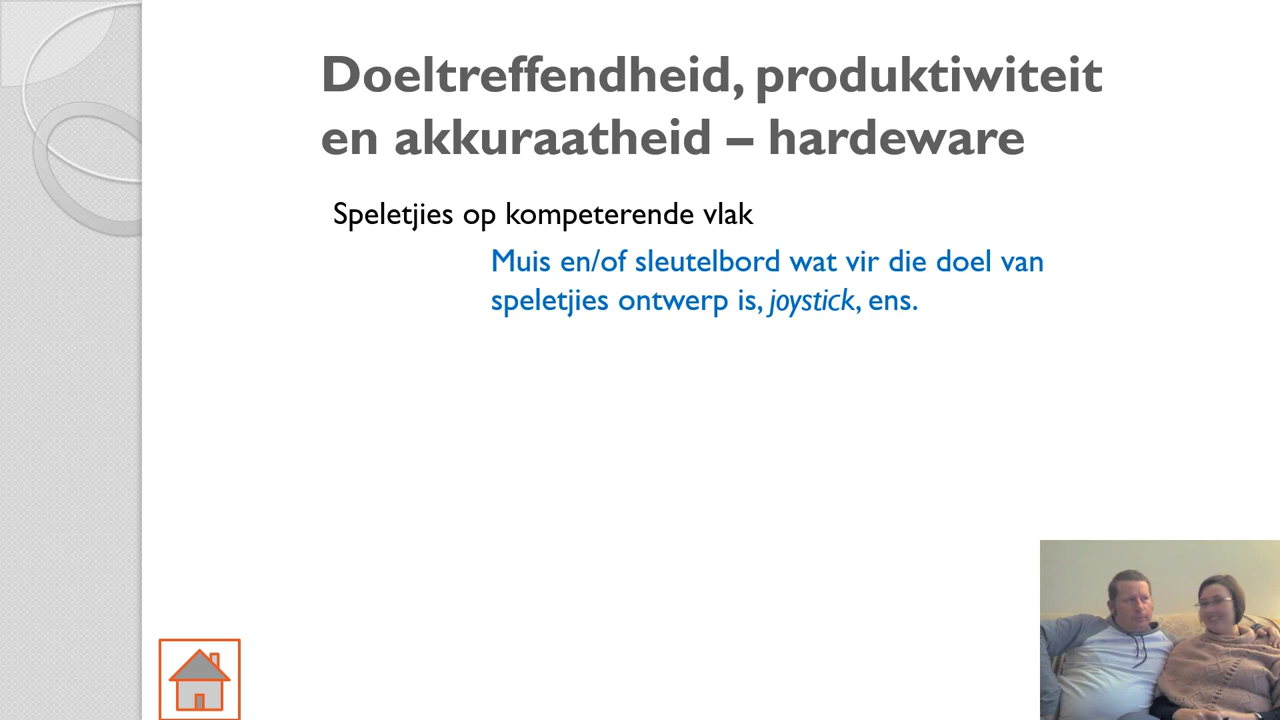 Doeltreffendheid, produktiwiteit
en akkuraatheid – hardeware
Speletjies op kompeterende vlak
Muis en/of sleutelbord wat vir die doel van
speletjies ontwerp is, joystick, ens.